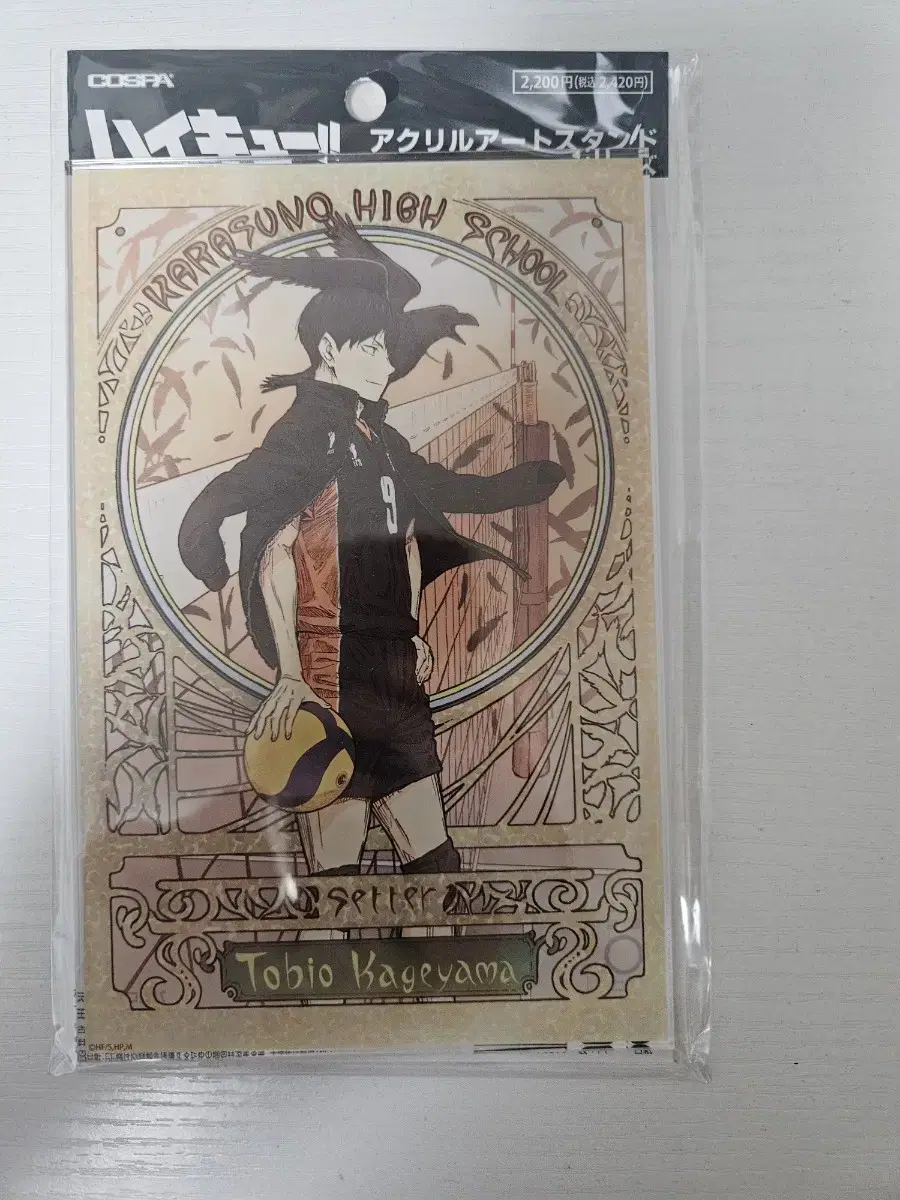 COSPA
2,200円(税込2,420円)
ハイキュー!!
アクリルアートスタンド
KARASUNO HIGH SCHOOL
9
setter
Tobio Kageyama
©HF/S,HP,M